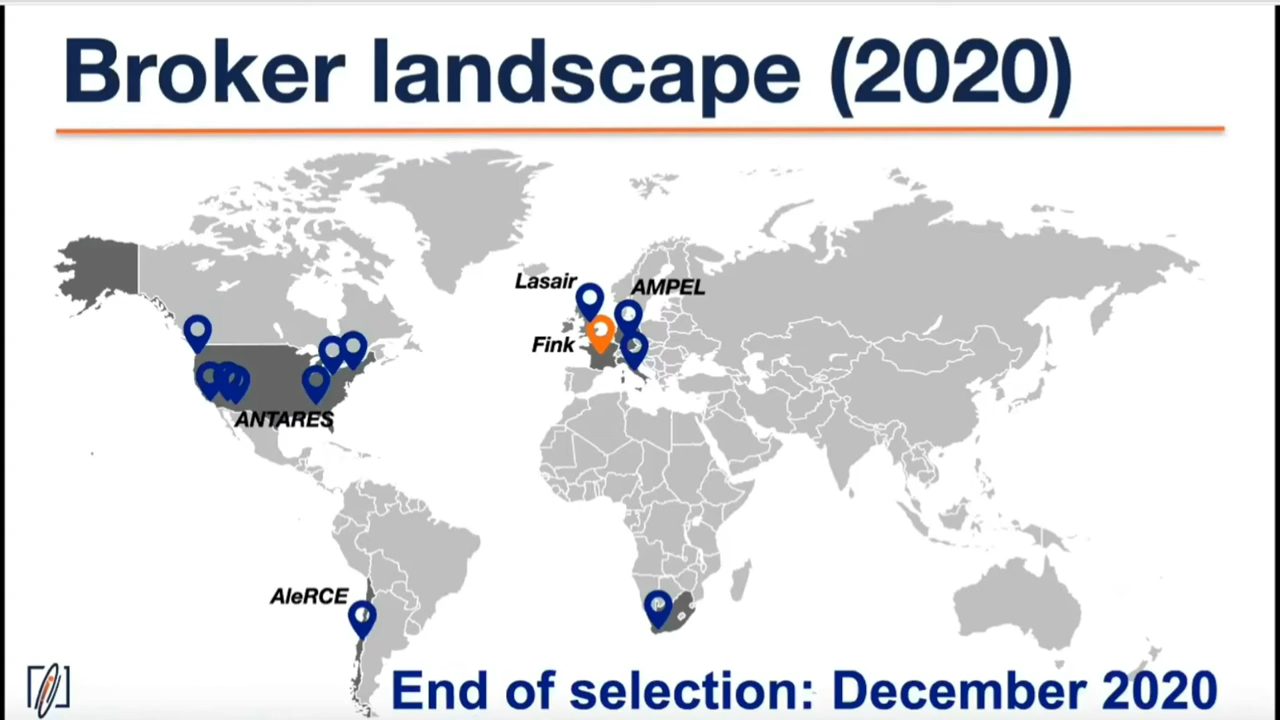 Broker landscape (2020)
Lasair
AMPEL
Fink
ANTARES
AleRCE
End of selection: December 2020